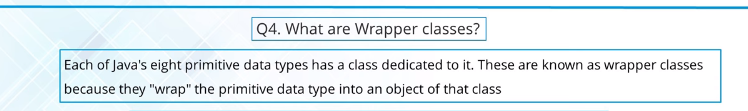 Q4. What are Wrapper classes?
Each of Java's eight primitive data types has a class dedicated to it. These are known as wrapper classes
because they "wrap" the primitive data type into an object of that class